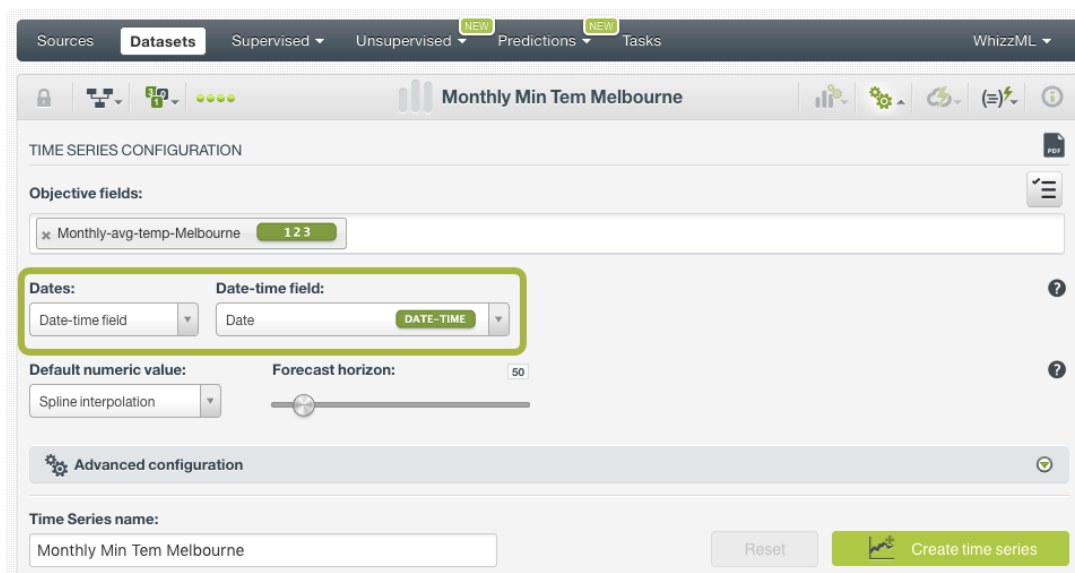 NEW NEW
Sources Datasets Supervised Unsupervised Predictions Tasks WhizzML
Monthly Min Tem Melbourne
TIME SERIES CONFIGURATION PDF
Objective fields:
× Monthly-avg-temp-Melbourne 123
Dates: Date-time field: ?
Date-time field Date DATE-TIME
Default numeric value: Forecast horizon: 50 ?
Spline interpolation
Advanced configuration
Time Series name:
Monthly Min Tem Melbourne Reset Create time series